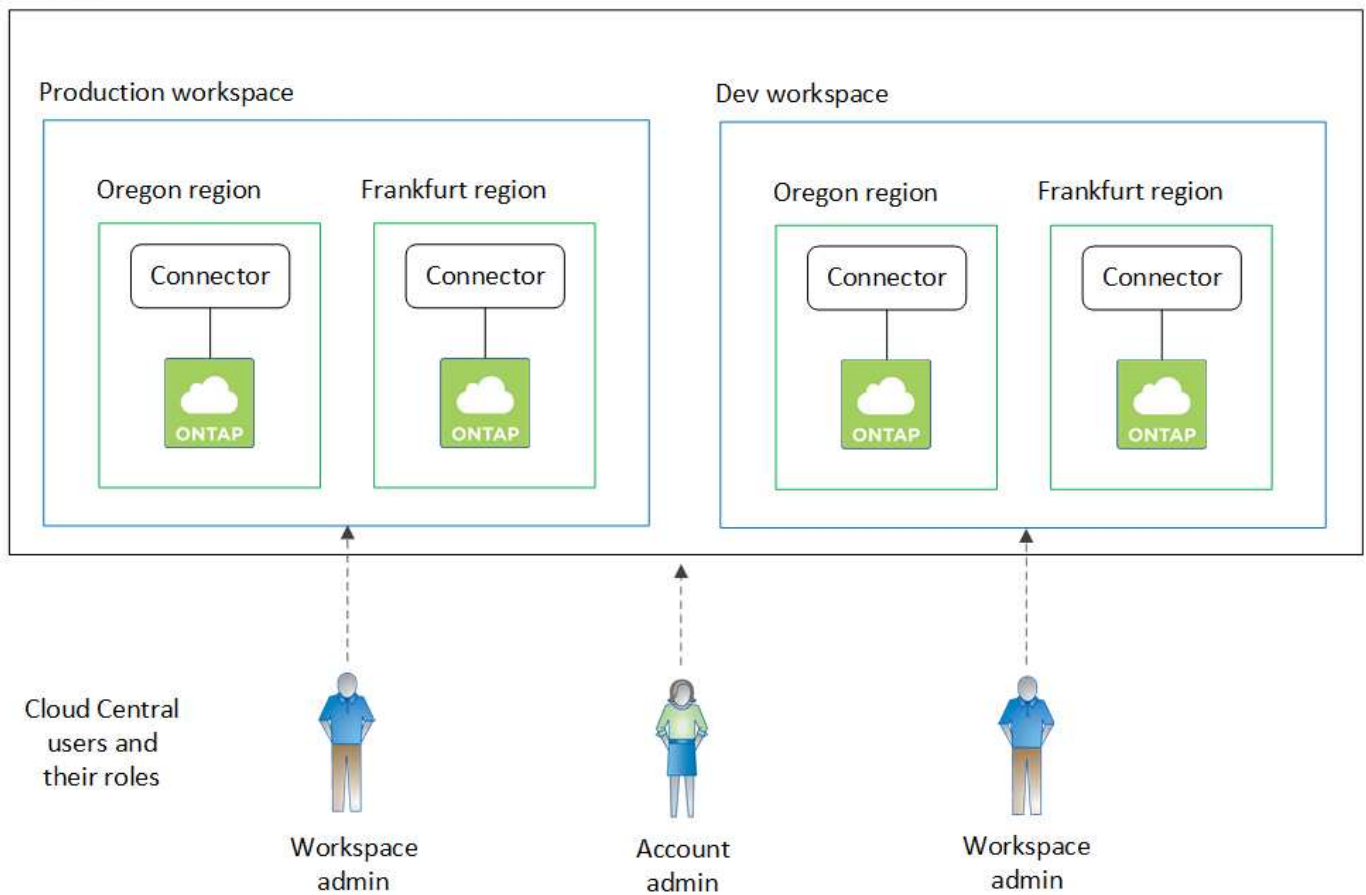 Production workspace
Dev workspace
Oregon region
Frankfurt region
Oregon region
Frankfurt region
Connector
Connector
Connector
Connector
ONTAP
ONTAP
ONTAP
ONTAP
Cloud Central
users and
their roles
Workspace
admin
Account
admin
Workspace
admin